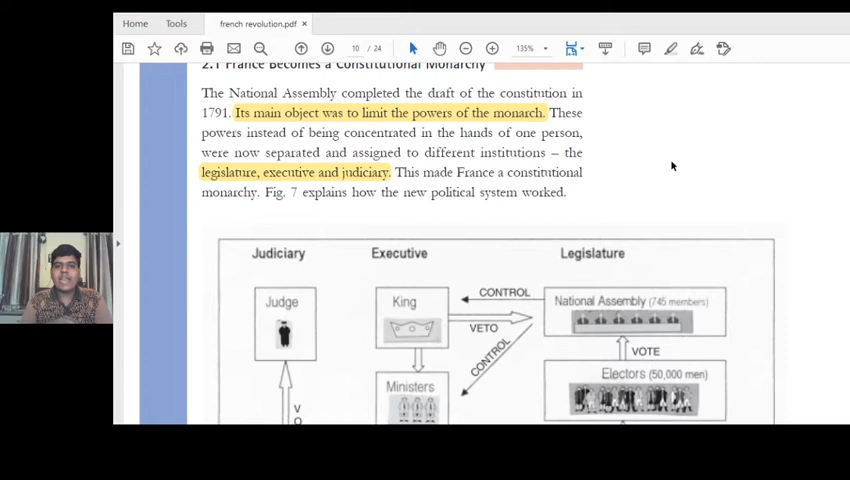 Home Tools french revolution.pdf ×
10 / 24 135%
2.1 France Becomes a Constitutional Monarchy
The National Assembly completed the draft of the constitution in
1791. Its main object was to limit the powers of the monarch. These
powers instead of being concentrated in the hands of one person,
were now separated and assigned to different institutions – the
legislature, executive and judiciary. This made France a constitutional
monarchy. Fig. 7 explains how the new political system worked.
Judiciary Executive Legislature
Judge King CONTROL National Assembly (745 members)
VETO
CONTROL
VOTE
Ministers Electors (50,000 men)
V
O